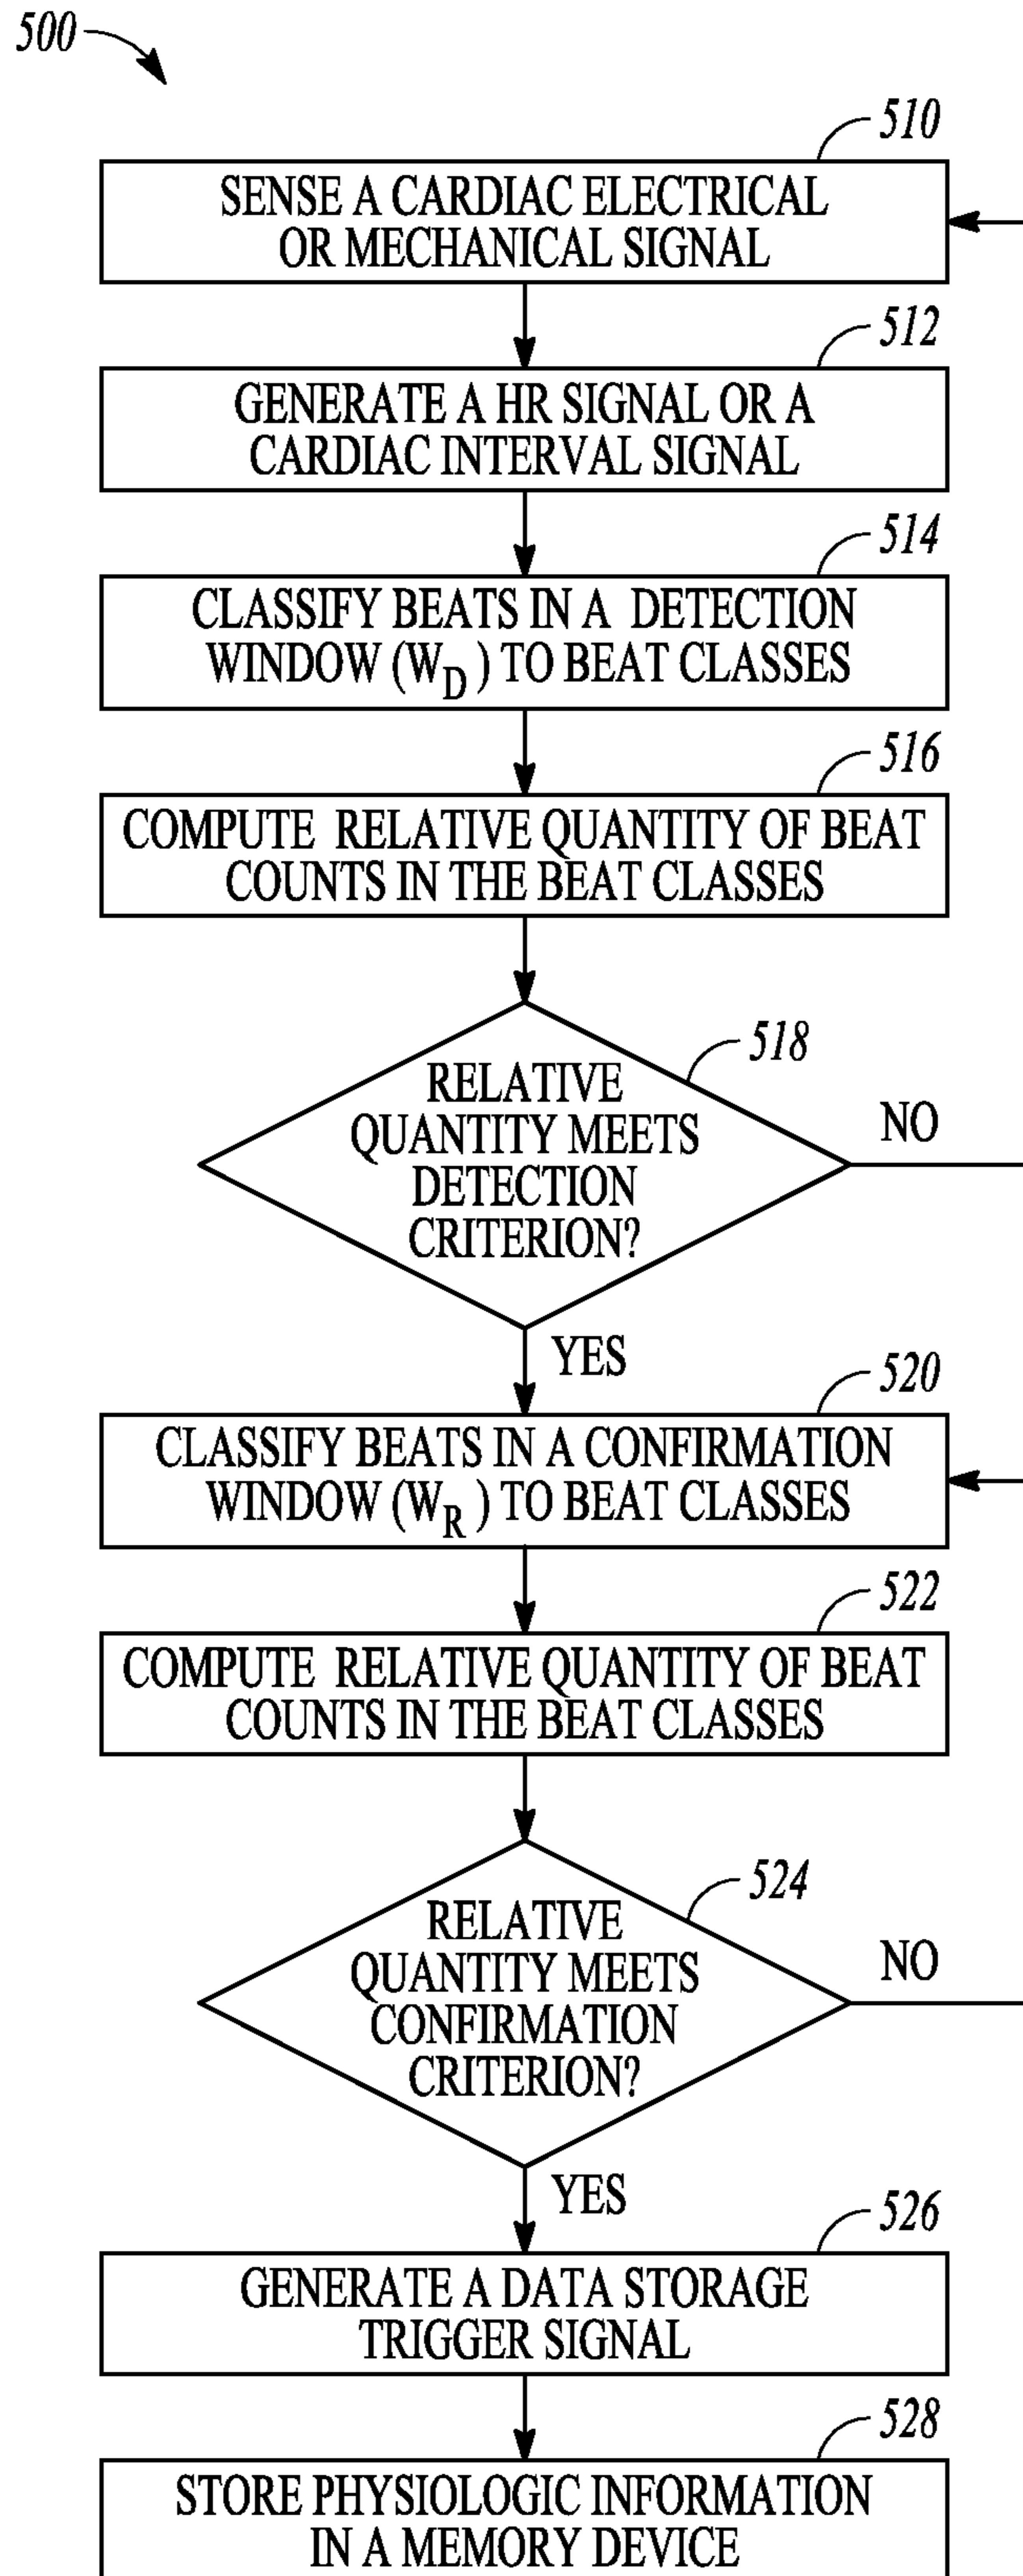 500
510
SENSE A CARDIAC ELECTRICAL
OR MECHANICAL SIGNAL
512
GENERATE A HR SIGNAL OR A
CARDIAC INTERVAL SIGNAL
514
CLASSIFY BEATS IN A DETECTION
WINDOW (WD) TO BEAT CLASSES
516
COMPUTE RELATIVE QUANTITY OF BEAT
COUNTS IN THE BEAT CLASSES
518
RELATIVE
QUANTITY MEETS
DETECTION
CRITERION?
NO
YES
520
CLASSIFY BEATS IN A CONFIRMATION
WINDOW (WR) TO BEAT CLASSES
522
COMPUTE RELATIVE QUANTITY OF BEAT
COUNTS IN THE BEAT CLASSES
524
RELATIVE
QUANTITY MEETS
CONFIRMATION
CRITERION?
NO
YES
526
GENERATE A DATA STORAGE
TRIGGER SIGNAL
528
STORE PHYSIOLOGIC INFORMATION
IN A MEMORY DEVICE